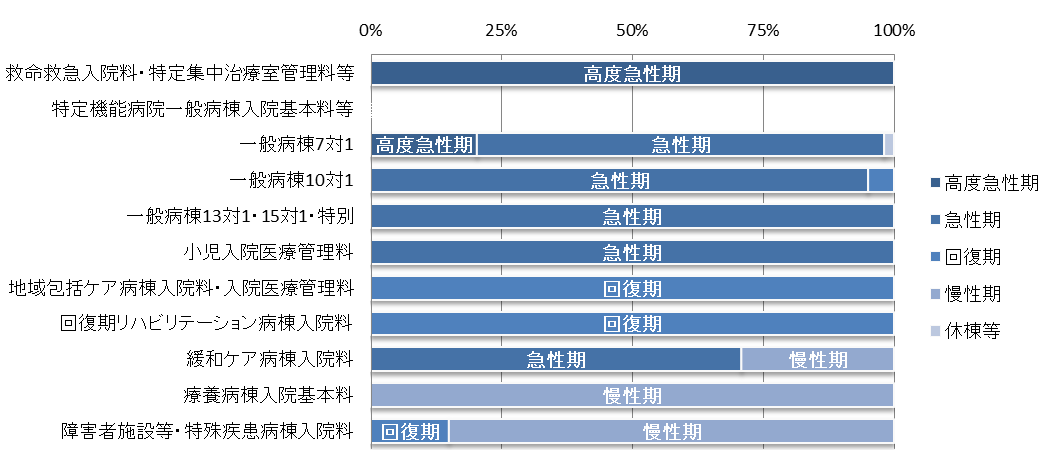 0% 25% 50% 75% 100%
救命救急入院料・特定集中治療室管理料等 高度急性期
特定機能病院一般病棟入院基本料等
一般病棟7対1 高度急性期 急性期
一般病棟10対1 急性期
一般病棟13対1・15対1・特別 急性期
小児入院医療管理料 急性期
地域包括ケア病棟入院料・入院医療管理料 回復期
回復期リハビリテーション病棟入院料 回復期
緩和ケア病棟入院料 急性期 慢性期
療養病棟入院基本料 慢性期
障害者施設等・特殊疾患病棟入院料 回復期 慢性期
高度急性期
急性期
回復期
慢性期
休棟等